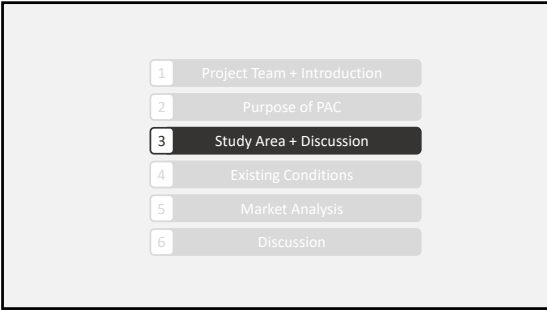 1 Project Team + Introduction
2 Purpose of PAC
3 Study Area + Discussion
4 Existing Conditions
5 Market Analysis
6 Discussion